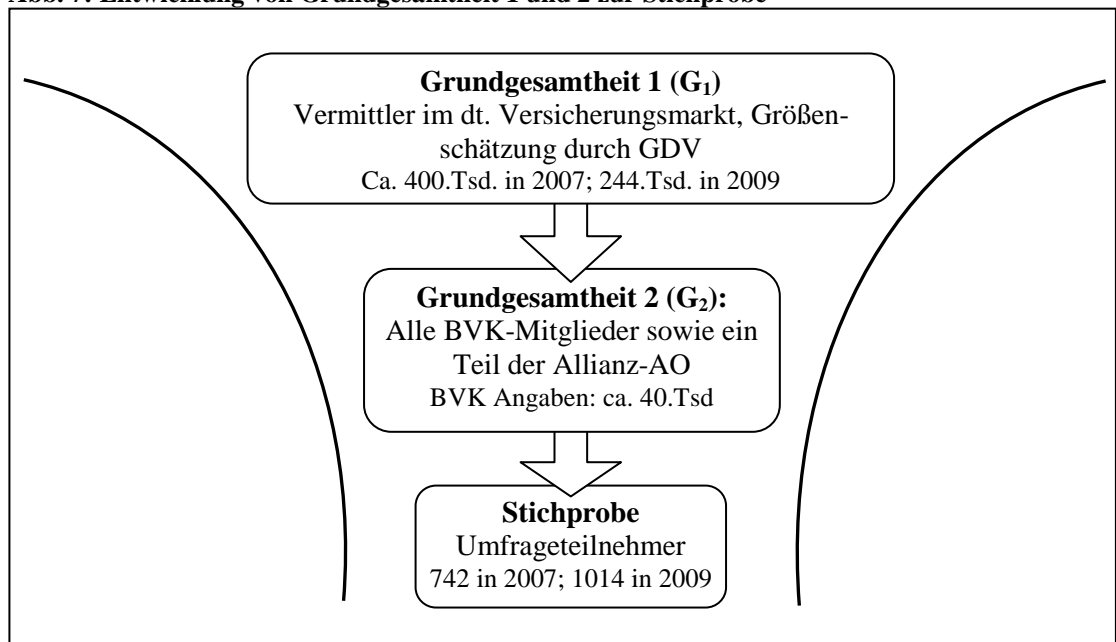 Abb. 7: Entwicklung von Grundgesamtheit 1 und 2 zur Stichprobe
Grundgesamtheit 1 (G₁)
Vermittler im dt. Versicherungsmarkt, Größen-
schätzung durch GDV
Ca. 400.Tsd. in 2007; 244.Tsd. in 2009
Grundgesamtheit 2 (G₂):
Alle BVK-Mitglieder sowie ein
Teil der Allianz-AO
BVK Angaben: ca. 40.Tsd
Stichprobe
Umfrageteilnehmer
742 in 2007; 1014 in 2009